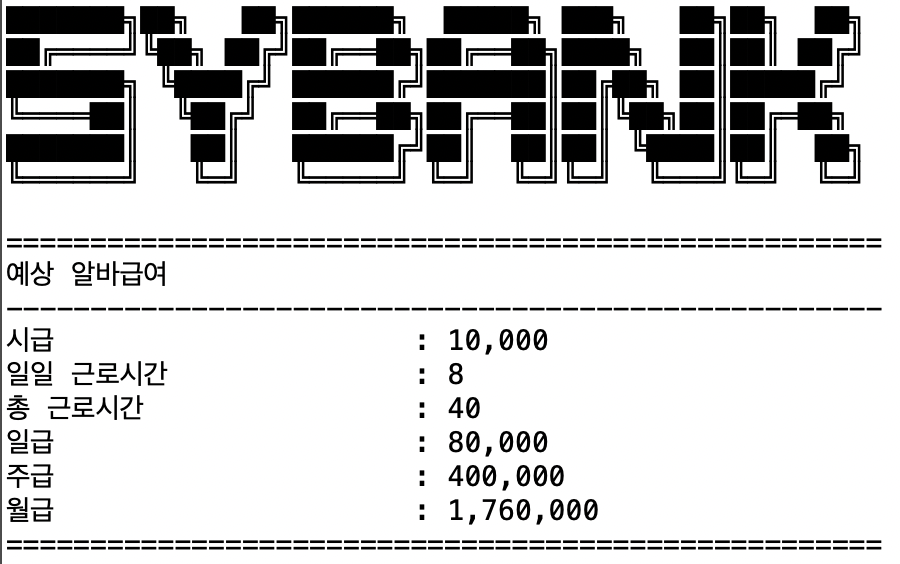 SYBANK
============================================================
예상 알바급여
------------------------------------------------------------
시급 : 10,000
일일 근로시간 : 8
총 근로시간 : 40
일급 : 80,000
주급 : 400,000
월급 : 1,760,000
============================================================